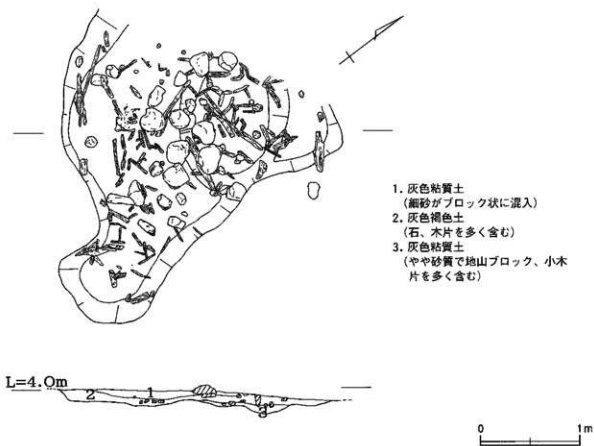 1. 灰色粘質土
（細砂がブロック状に混入）
2. 灰色褐色土
（石、木片を多く含む）
3. 灰色粘質土
（やや砂質で地山ブロック、小木
片を多く含む）
L=4.0m
1
2
3
0 1m